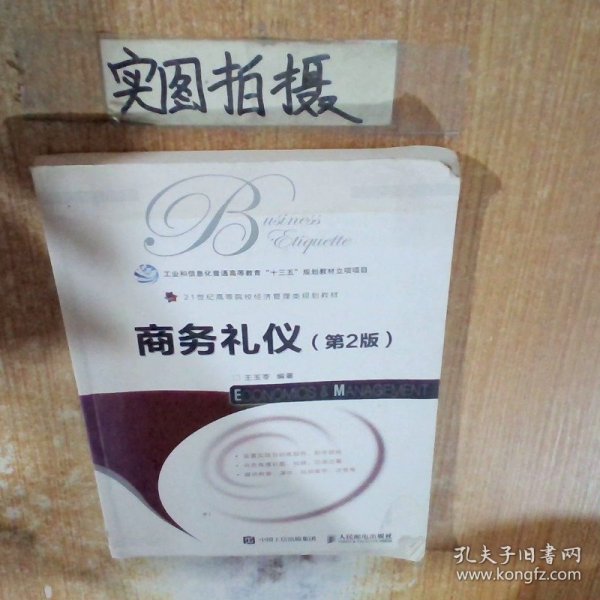 实图拍摄
Business
Etiquette
工业和信息化普通高等教育“十三五”规划教材立项项目
21世纪高等院校经济管理类规划教材
商务礼仪（第2版）
□ 王玉苓 编著
ECONOMICS & MANAGEMENT
中国工信出版集团
人民邮电出版社
孔夫子旧书网
www.kongfz.com